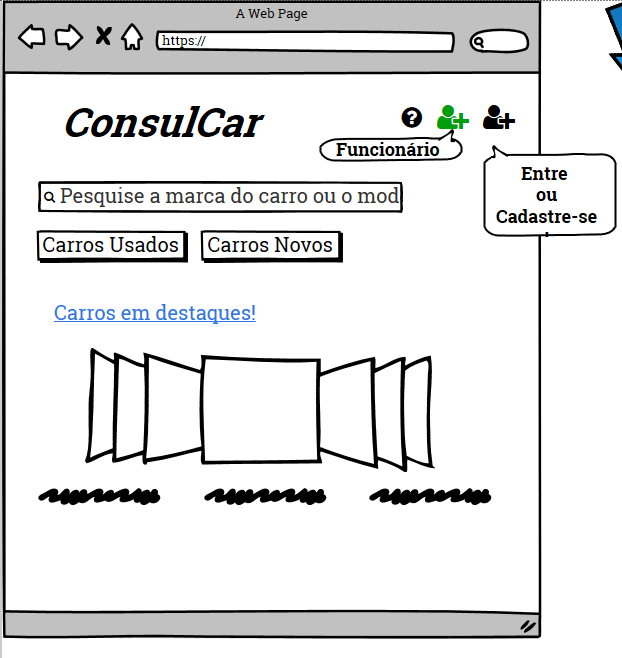 A Web Page
https://
ConsulCar
Funcionário
Entre
ou
Cadastre-se
Pesquise a marca do carro ou o mod
Carros Usados
Carros Novos
Carros em destaques!